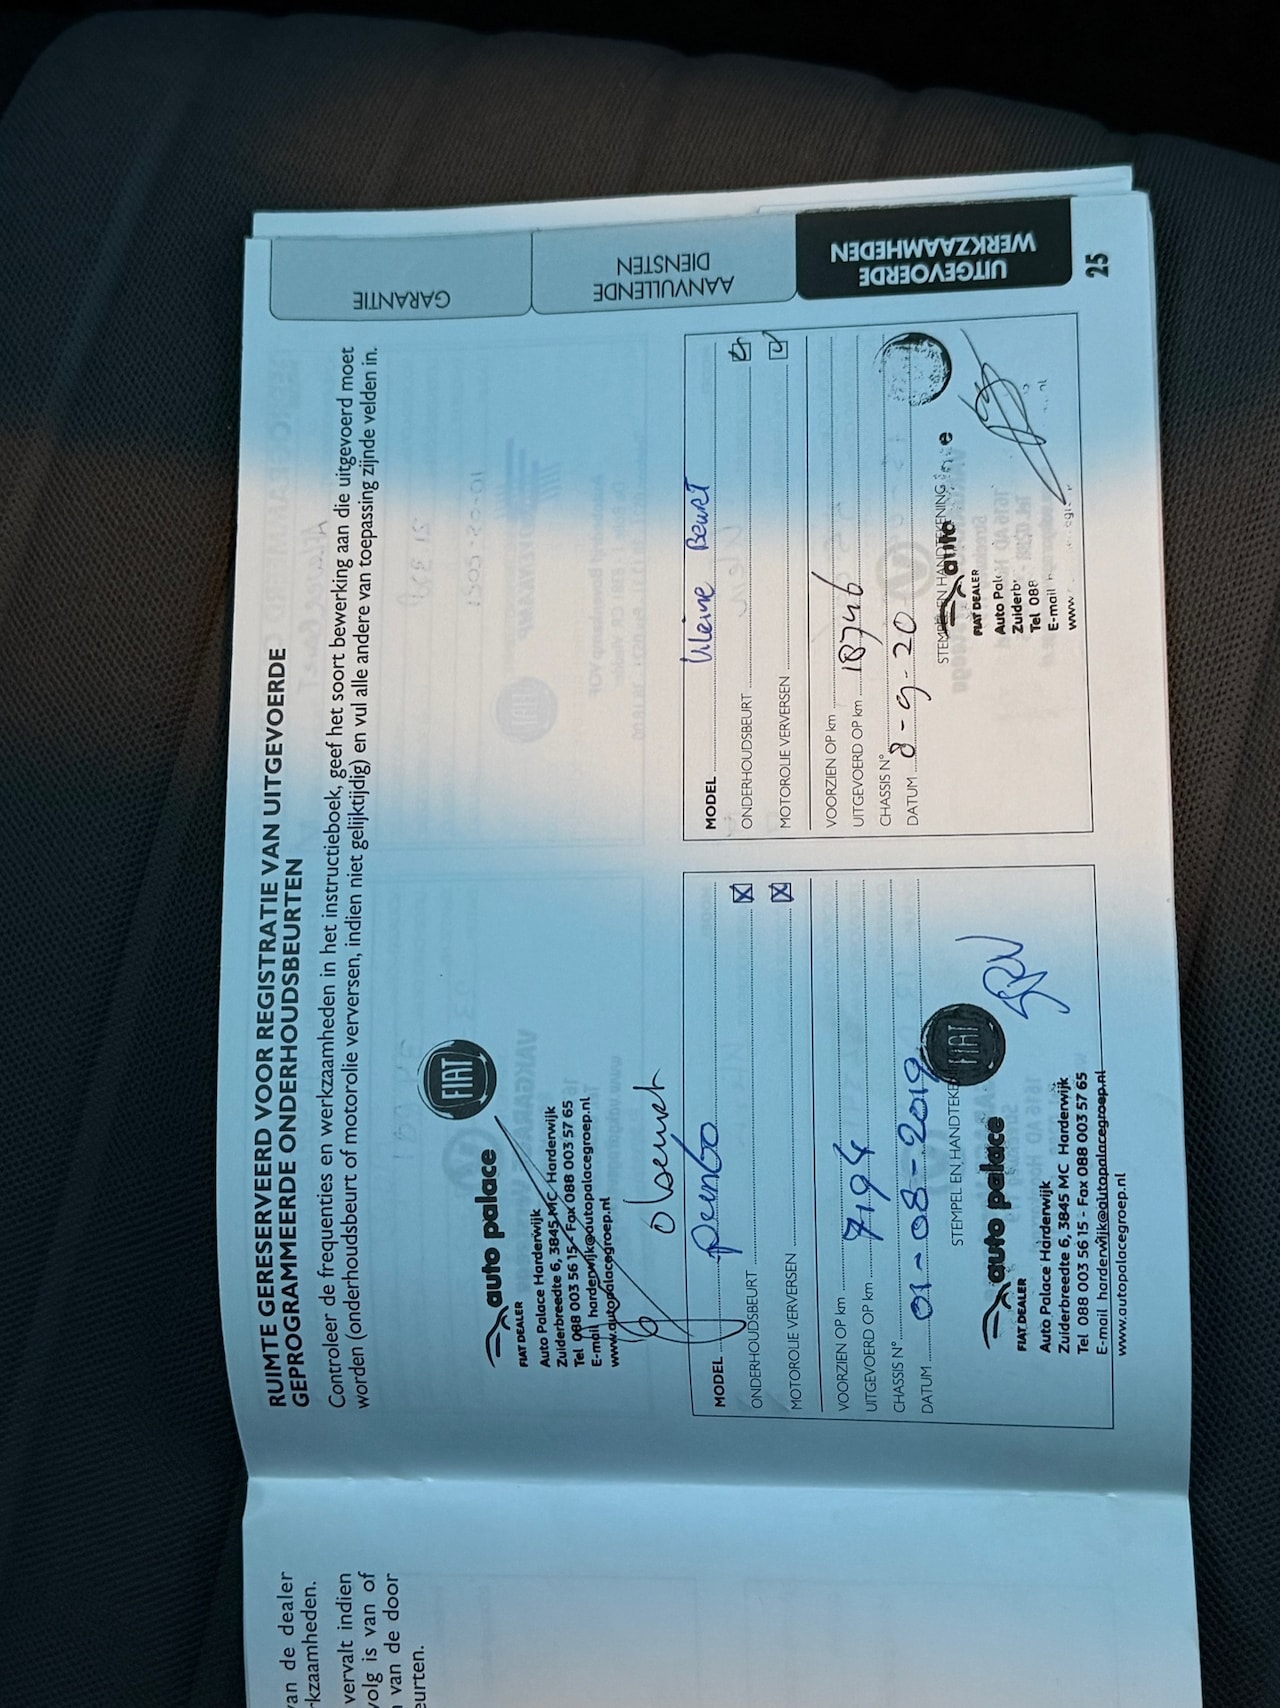 van de dealer
rkzaamheden.
vervalt indien
volg is van of
van de door
eurten.
RUIMTE GERESERVEERD VOOR REGISTRATIE VAN UITGEVOERDE
GEPROGRAMMEERDE ONDERHOUDSBEURTEN
Controleer de frequenties en werkzaamheden in het instructieboek, geef het soort bewerking aan die uitgevoerd moet
worden (onderhoudsbeurt of motorolie verversen, indien niet gelijktijdig) en vul alle andere van toepassing zijnde velden in.
auto palace
FIAT
FIAT DEALER
Auto Palace Harderwijk
Zuiderbreedte 6, 3845 MC Harderwijk
Tel 088 003 56 15 - Fax 088 003 57 65
E-mail harderwijk@autopalacegroep.nl
www.autopalacegroep.nl
MODEL
ONDERHOUDSBEURT
MOTOROLIE VERVERSEN
VOORZIEN OP km
UITGEVOERD OP km 7194
CHASSIS N°
DATUM 01-08-2019
STEMPEL EN HANDTEKE
auto palace
FIAT
FIAT DEALER
Auto Palace Harderwijk
Zuiderbreedte 6, 3845 MC Harderwijk
Tel 088 003 56 15 - Fax 088 003 57 65
E-mail harderwijk@autopalacegroep.nl
www.autopalacegroep.nl
MODEL Kleine Beurt
ONDERHOUDSBEURT
MOTOROLIE VERVERSEN
VOORZIEN OP km
UITGEVOERD OP km 18746
CHASSIS N°
DATUM 8-9-20
STEMPEL EN HANDTEKENING
auto
FIAT DEALER
Auto Pal
Zuiderb
Tel 088
E-mail
www.
GARANTIE
AANVULLENDE
DIENSTEN
UITGEVOERDE
WERKZAAMHEDEN
25